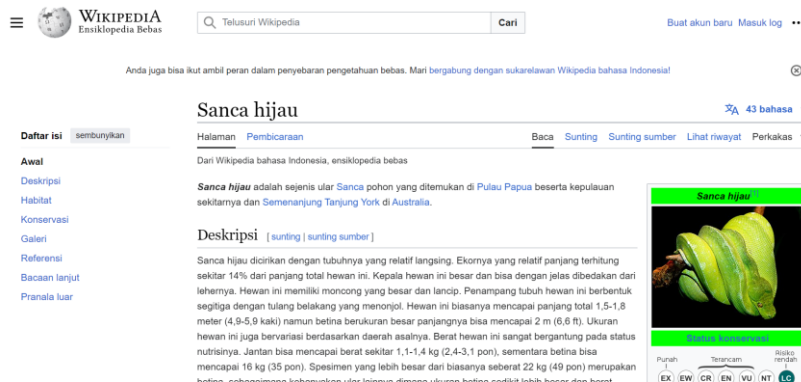 WIKIPEDIA
Ensiklopedia Bebas
Telusuri Wikipedia
Cari
Buat akun baru Masuk log
Anda juga bisa ikut ambil peran dalam penyebaran pengetahuan bebas. Mari bergabung dengan sukarelawan Wikipedia bahasa Indonesia!
Sanca hijau
43 bahasa
Daftar isi sembunyikan
Halaman Pembicaraan
Baca Sunting Sunting sumber Lihat riwayat Perkakas
Awal
Deskripsi
Habitat
Konservasi
Galeri
Referensi
Bacaan lanjut
Pranala luar
Dari Wikipedia bahasa Indonesia, ensiklopedia bebas
Sanca hijau adalah sejenis ular Sanca pohon yang ditemukan di Pulau Papua beserta kepulauan
sekitarnya dan Semenanjung Tanjung York di Australia.
Deskripsi [ sunting | sunting sumber ]
Sanca hijau dicirikan dengan tubuhnya yang relatif langsing. Ekornya yang relatif panjang terhitung
sekitar 14% dari panjang total hewan ini. Kepala hewan ini besar dan bisa dengan jelas dibedakan dari
lehernya. Hewan ini memiliki moncong yang besar dan lancip. Penampang tubuh hewan ini berbentuk
segitiga dengan tulang belakang yang menonjol. Hewan ini biasanya mencapai panjang total 1,5-1,8
meter (4,9-5,9 kaki) namun betina berukuran besar panjangnya bisa mencapai 2 m (6,6 ft). Ukuran
hewan ini juga bervariasi berdasarkan daerah asalnya. Berat hewan ini sangat bergantung pada status
nutrisinya. Jantan bisa mencapai berat sekitar 1,1-1,4 kg (2,4-3,1 pon), sementara betina bisa
mencapai 16 kg (35 pon). Spesimen yang lebih besar dari biasanya seberat 22 kg (49 pon) merupakan
Sanca hijau[1]
Status konservasi
Punah Terancam Risiko rendah
EX EW CR EN VU NT LC